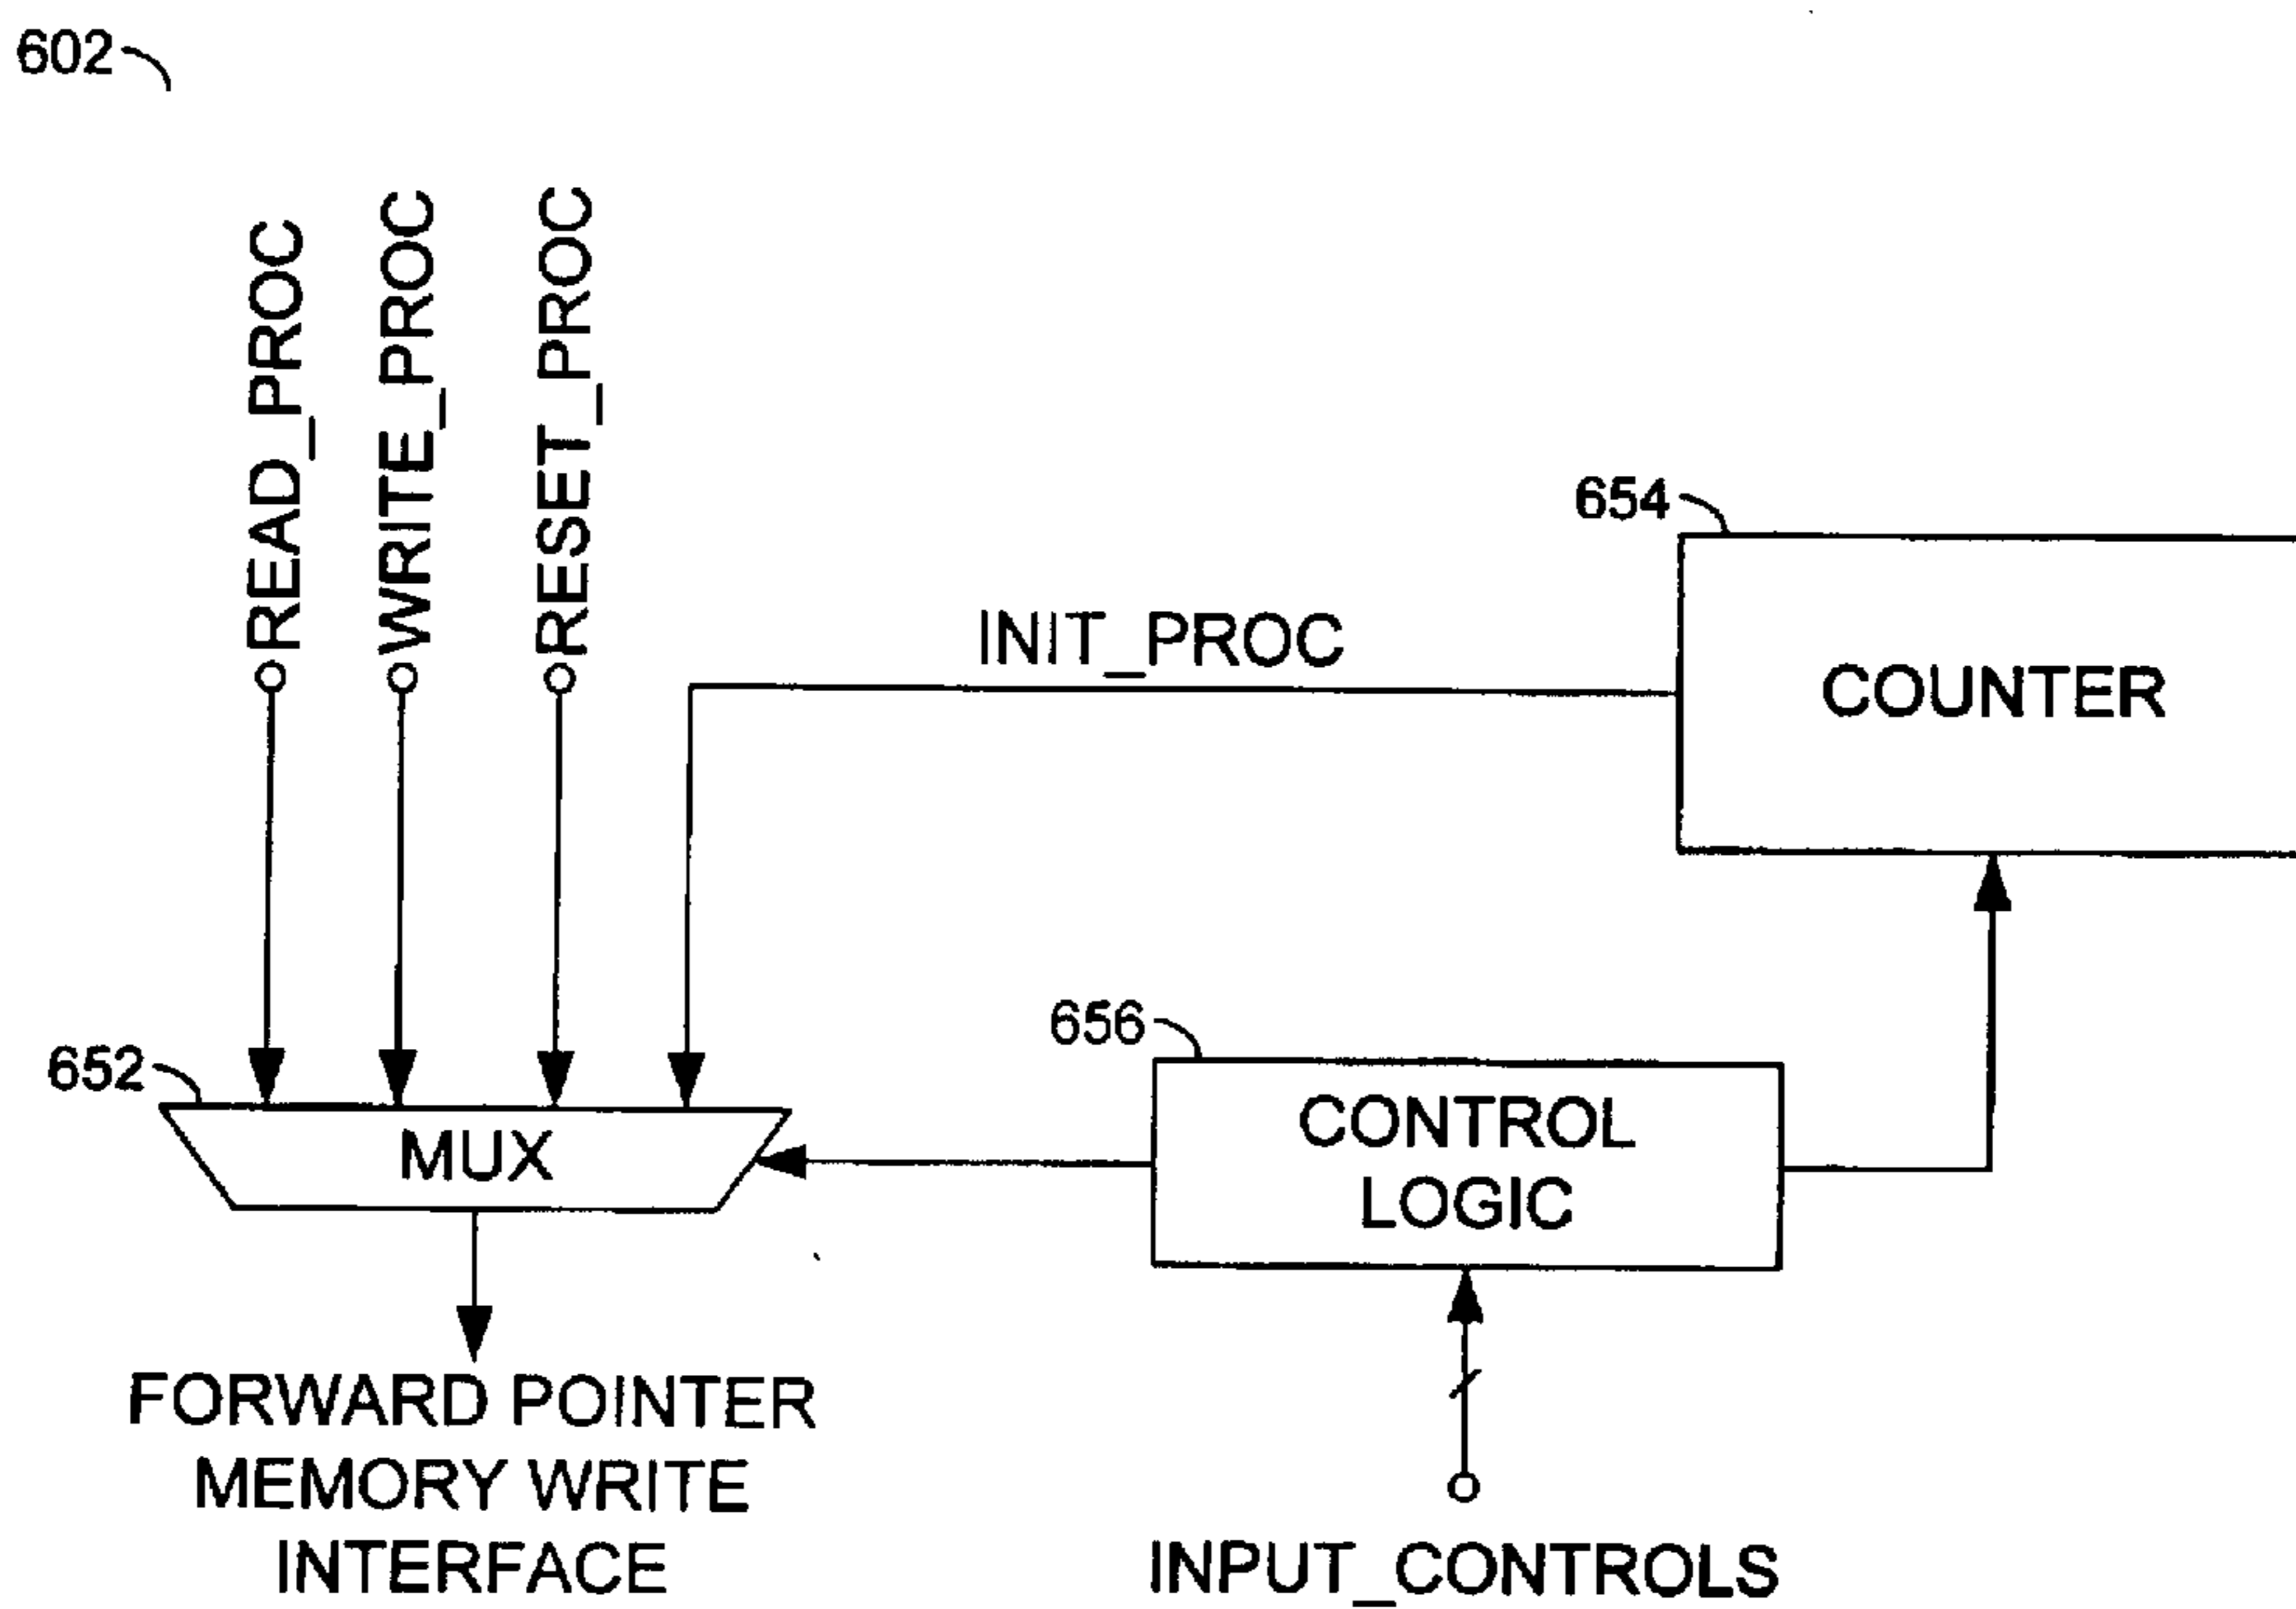 602
READ_PROC
WRITE_PROC
RESET_PROC
654
INIT_PROC
COUNTER
656
652
CONTROL
LOGIC
MUX
FORWARD POINTER
MEMORY WRITE
INTERFACE
INPUT_CONTROLS